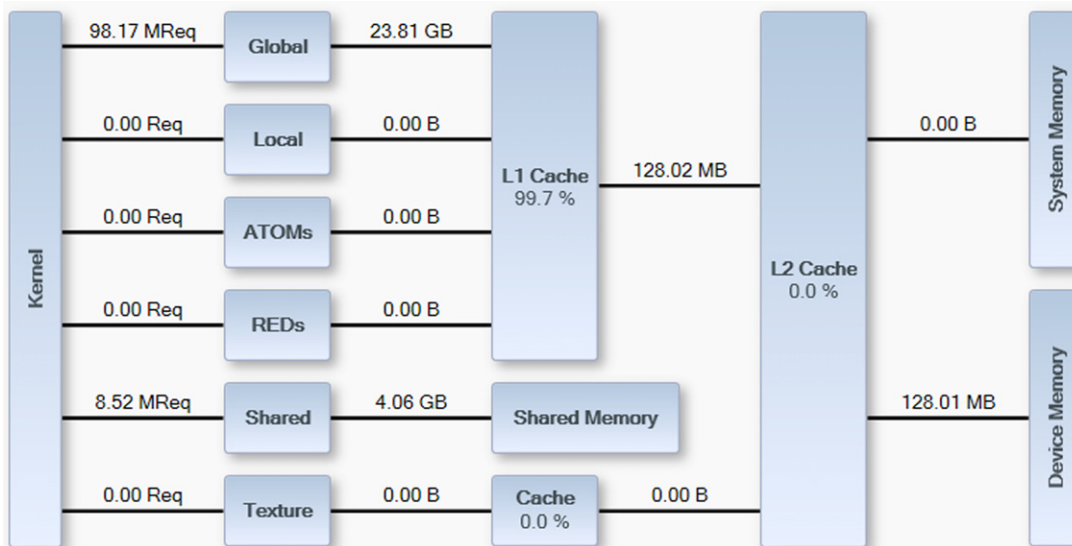 98.17 MReq
Global
23.81 GB
0.00 Req
Local
0.00 B
L1 Cache
99.7 %
128.02 MB
0.00 B
System Memory
0.00 Req
ATOMs
0.00 B
Kernel
L2 Cache
0.0 %
0.00 Req
REDs
0.00 B
8.52 MReq
Shared
4.06 GB
Shared Memory
128.01 MB
Device Memory
0.00 Req
Texture
0.00 B
Cache
0.0 %
0.00 B